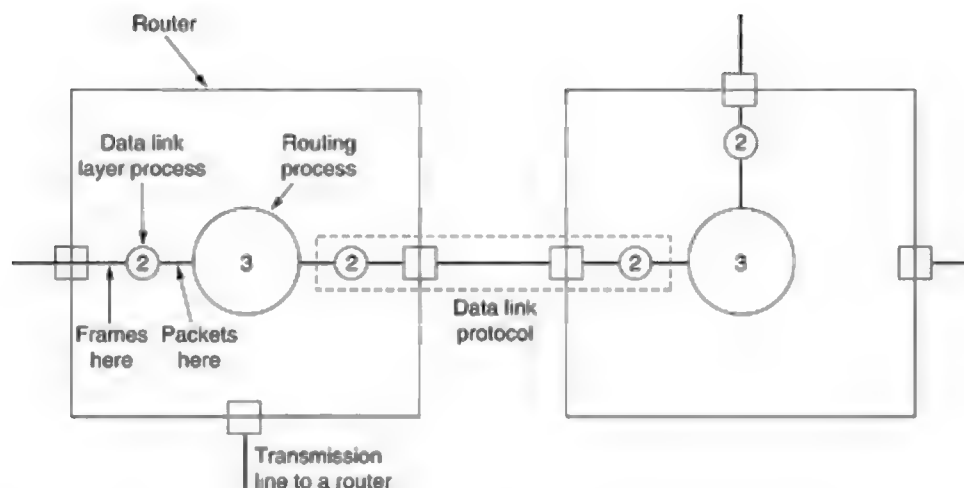 Router
Data link
layer process
Routing
process
2
2
3
2
2
3
Frames
here
Packets
here
Data link
protocol
Transmission
line to a router